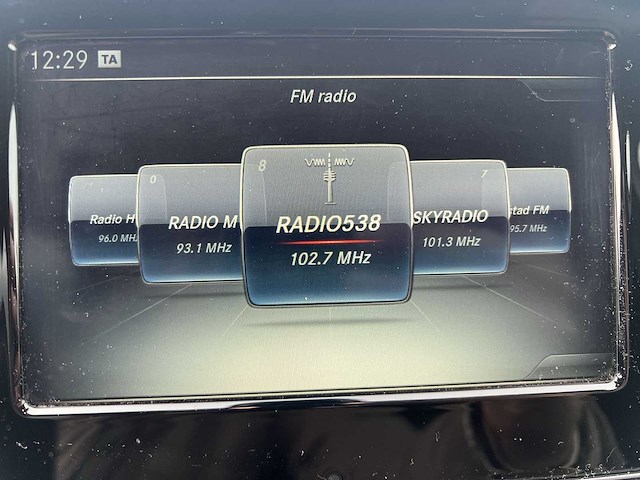 12:29 TA
FM radio
8
0
7
Radio H
RADIO M
RADIO538
SKYRADIO
stad FM
96.0 MHz
93.1 MHz
102.7 MHz
101.3 MHz
95.7 MHz